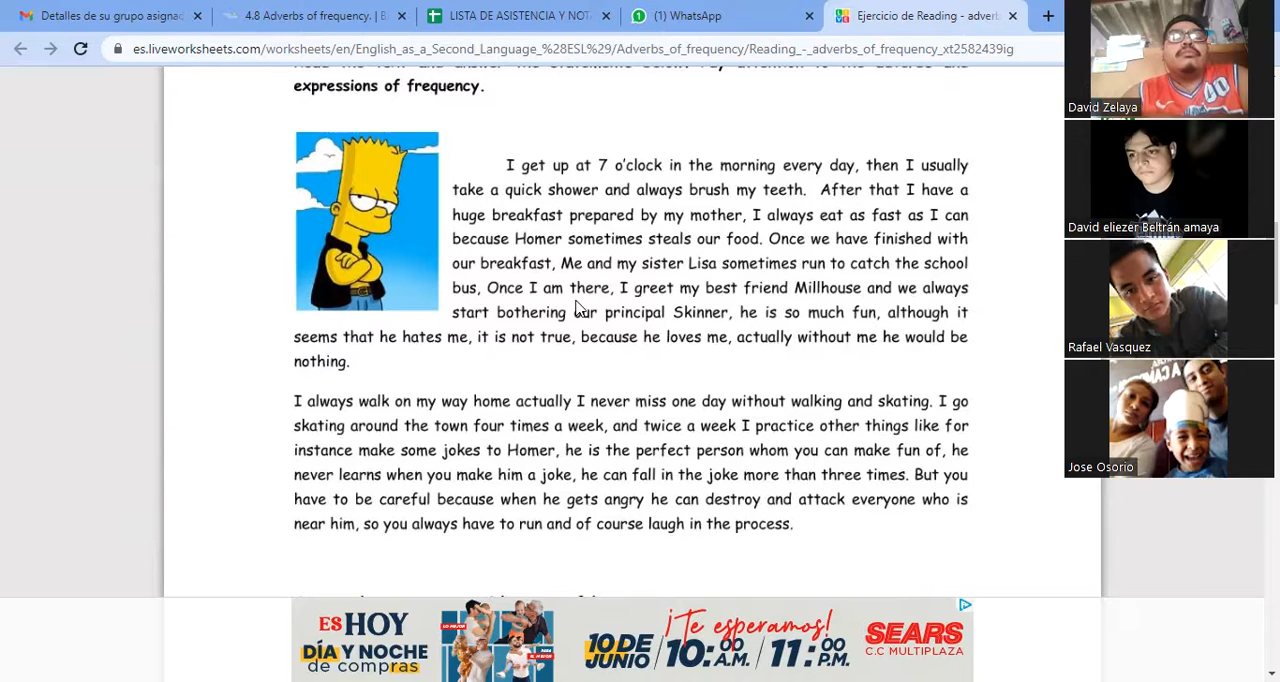 Detalles de su grupo asignad
4.8 Adverbs of frequency. | B
LISTA DE ASISTENCIA Y NOT
(1) WhatsApp
Ejercicio de Reading - adverb
es.liveworksheets.com/worksheets/en/English_as_a_Second_Language_%28ESL%29/Adverbs_of_frequency/Reading_-_adverbs_of_frequency_xt2582439ig
expressions of frequency.
I get up at 7 o'clock in the morning every day, then I usually
take a quick shower and always brush my teeth. After that I have a
huge breakfast prepared by my mother, I always eat as fast as I can
because Homer sometimes steals our food. Once we have finished with
our breakfast, Me and my sister Lisa sometimes run to catch the school
bus, Once I am there, I greet my best friend Millhouse and we always
start bothering our principal Skinner, he is so much fun, although it
seems that he hates me, it is not true, because he loves me, actually without me he would be
nothing.
I always walk on my way home actually I never miss one day without walking and skating. I go
skating around the town four times a week, and twice a week I practice other things like for
instance make some jokes to Homer, he is the perfect person whom you can make fun of, he
never learns when you make him a joke, he can fall in the joke more than three times. But you
have to be careful because when he gets angry he can destroy and attack everyone who is
near him, so you always have to run and of course laugh in the process.
ES HOY
DÍA Y NOCHE
de compras
10 DE
JUNIO
10:00 A.M. / 11:00 P.M.
¡Te esperamos!
SEARS
C.C MULTIPLAZA
David Zelaya
David eliezer Beltrán amaya
Rafael Vasquez
Jose Osorio